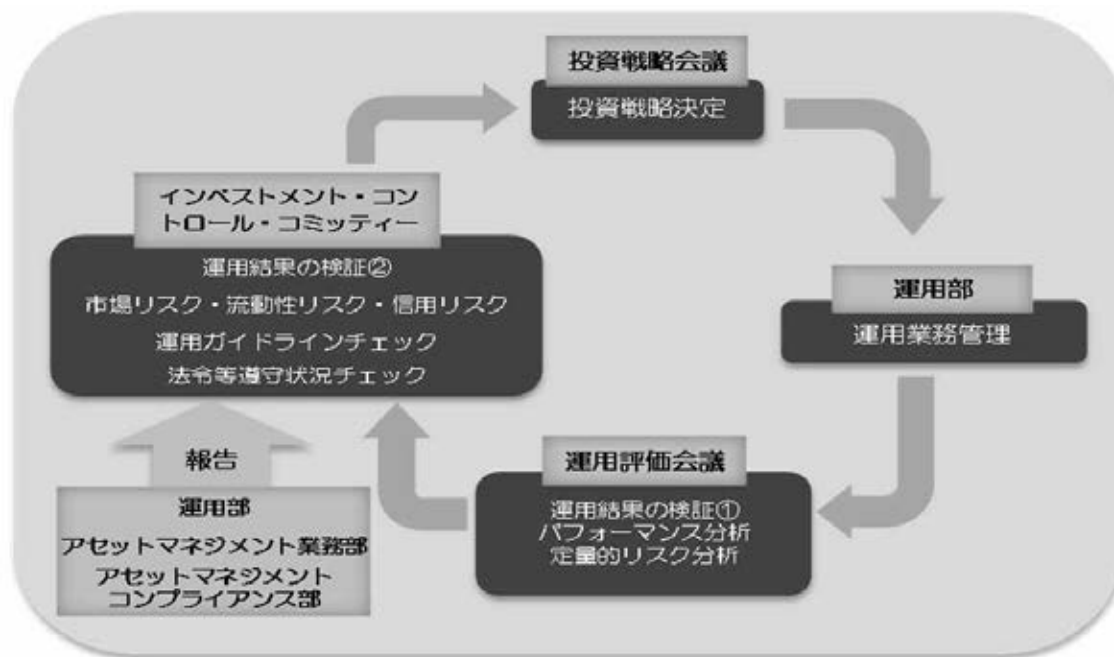 投資戦略会議
投資戦略決定
インベストメント・コン
トロール・コミッティー
運用結果の検証②
市場リスク・流動性リスク・信用リスク
運用ガイドラインチェック
法令等遵守状況チェック
運用部
運用業務管理
運用評価会議
運用結果の検証①
パフォーマンス分析
定量的リスク分析
報告
運用部
アセットマネジメント業務部
アセットマネジメント
コンプライアンス部